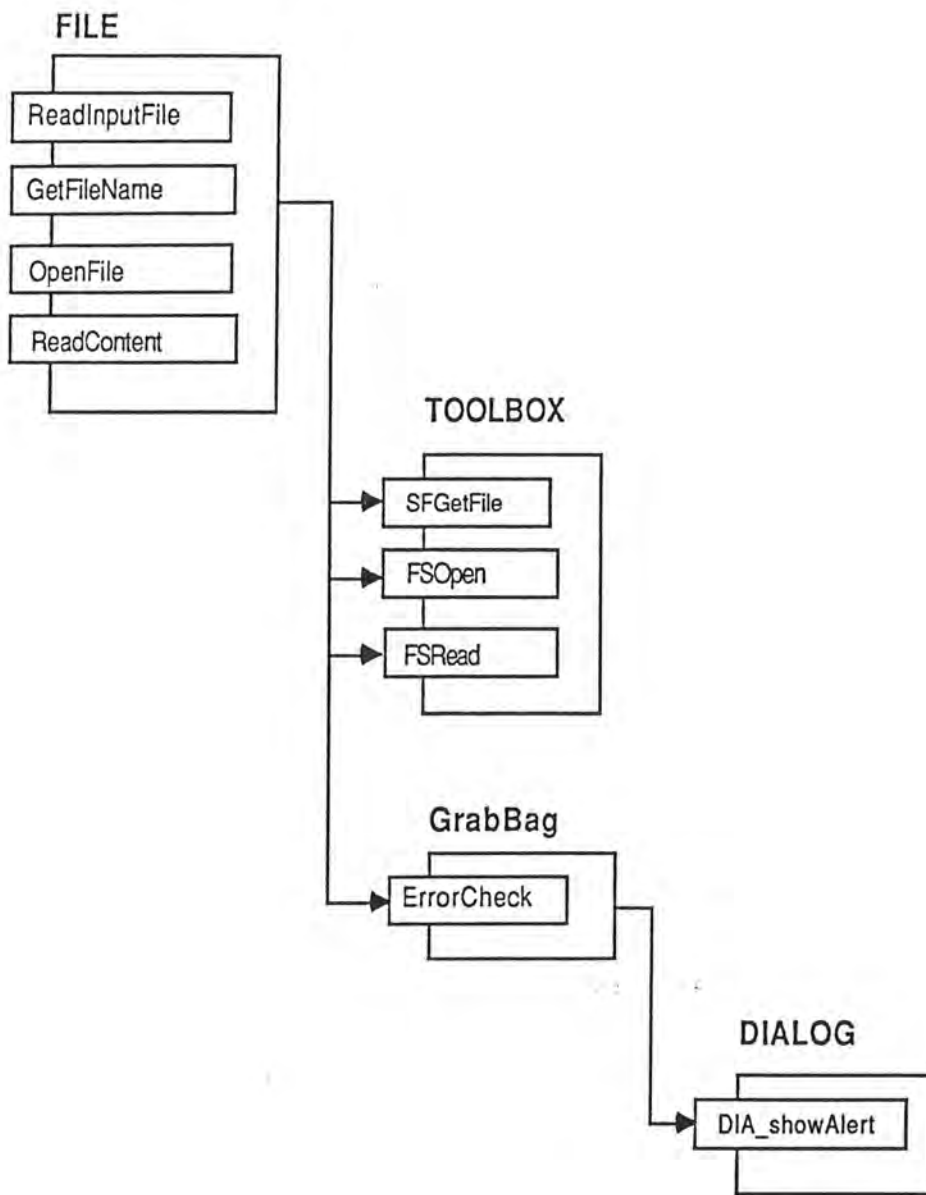 FILE
ReadInputFile
GetFileName
OpenFile
ReadContent
TOOLBOX
SFGetFile
FSOpen
FSRead
GrabBag
ErrorCheck
DIALOG
DIA_showAlert